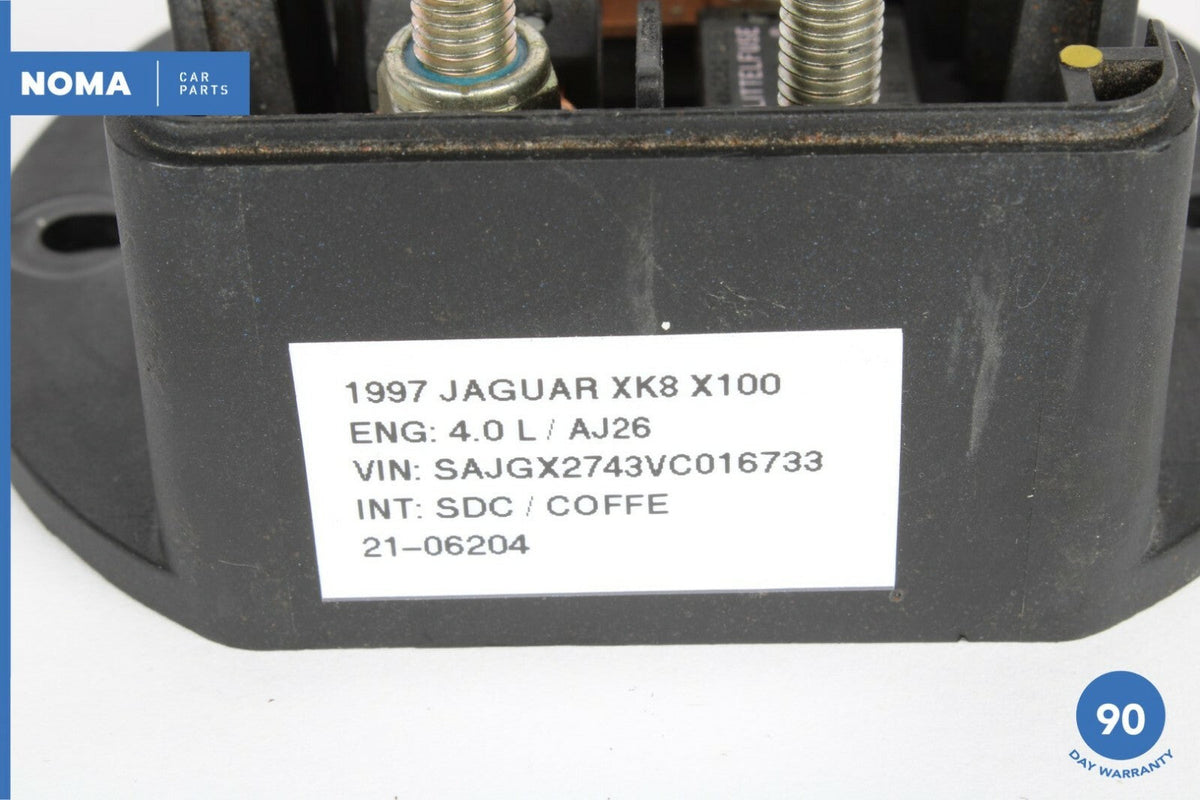 NOMA
CAR
PARTS
LITTELFUSE
1997 JAGUAR XK8 X100
ENG: 4.0 L / AJ26
VIN: SAJGX2743VC016733
INT: SDC / COFFE
21-06204
90
DAY WARRANTY